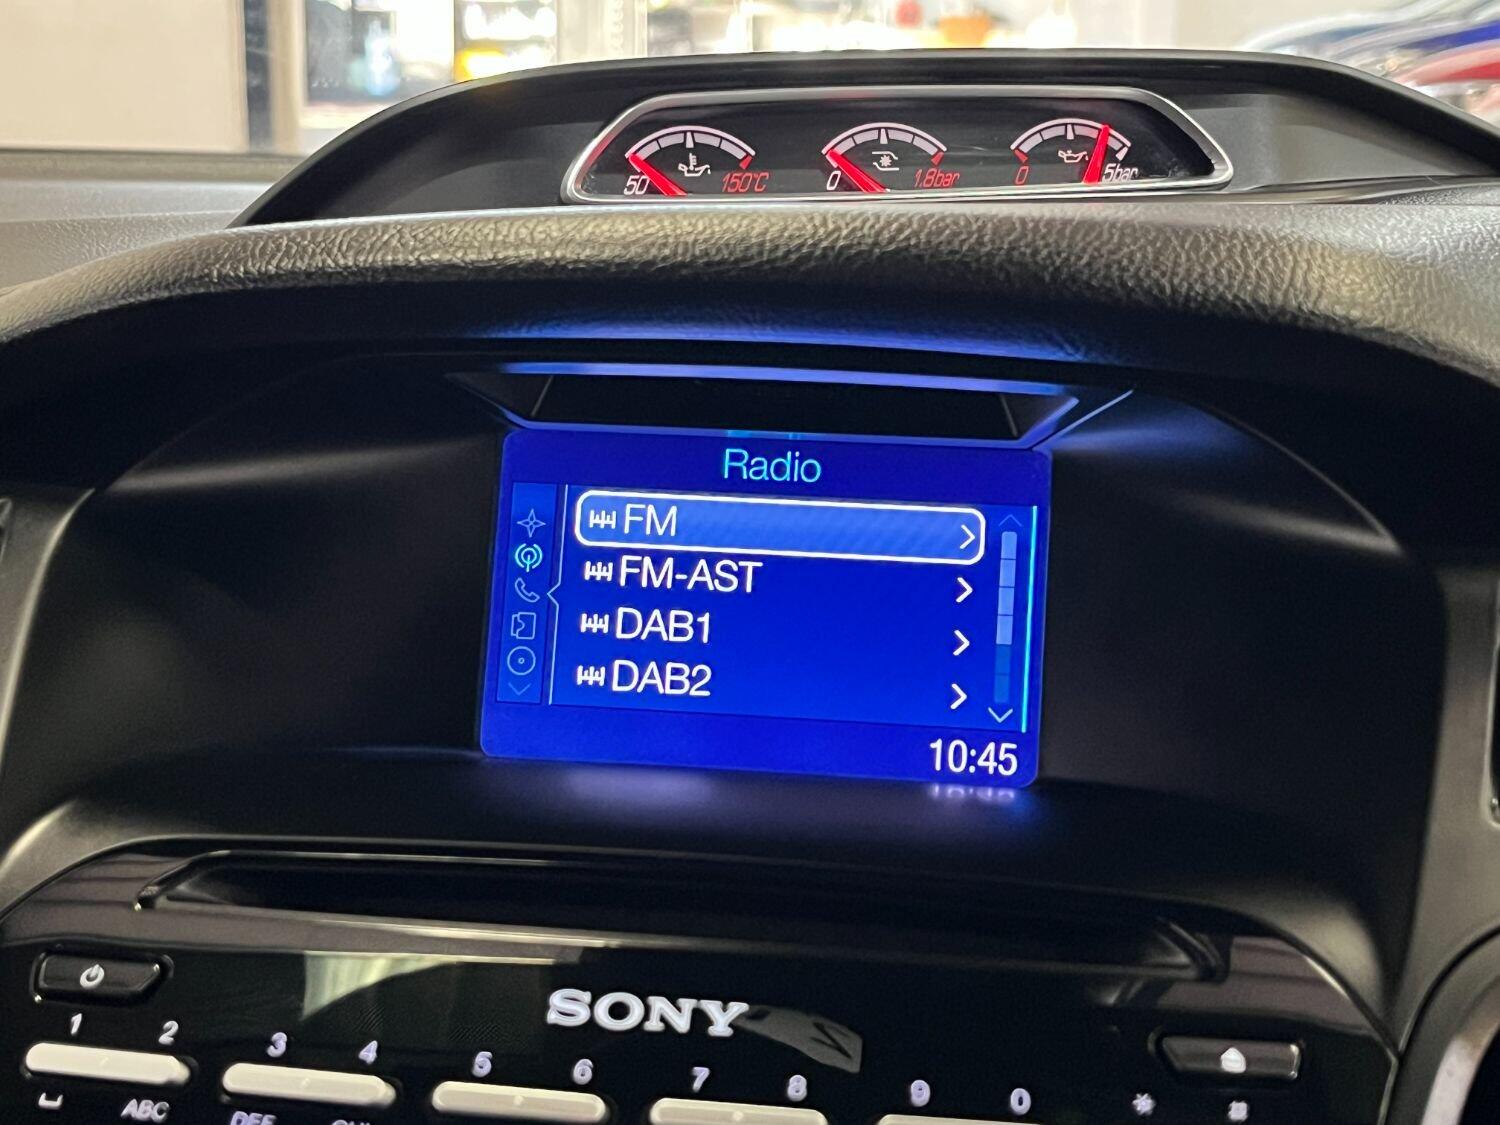 50 150°C 0 1.8bar 0 5bar
Radio
FM
FM-AST
DAB1
DAB2
10:45
SONY
1 2 3 4 5 6 7 8 9 0 * #
ABC DEF